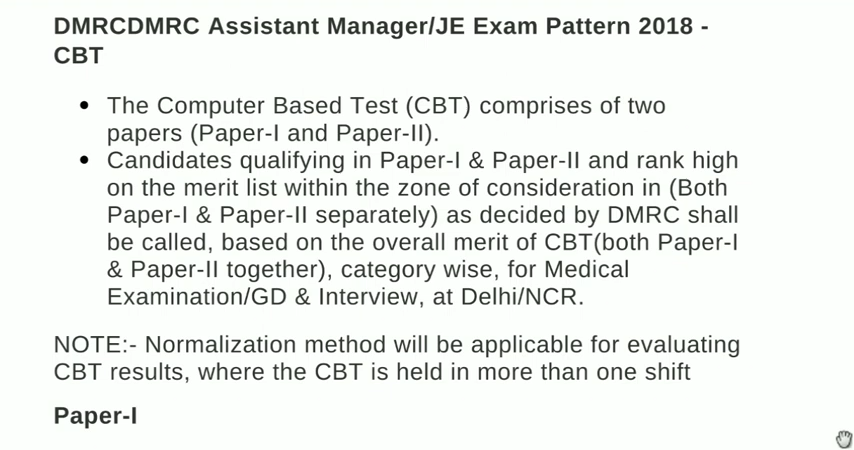 DMRCDMRC Assistant Manager/JE Exam Pattern 2018 -
CBT
• The Computer Based Test (CBT) comprises of two
papers (Paper-I and Paper-II).
• Candidates qualifying in Paper-I & Paper-II and rank high
on the merit list within the zone of consideration in (Both
Paper-I & Paper-II separately) as decided by DMRC shall
be called, based on the overall merit of CBT(both Paper-I
& Paper-II together), category wise, for Medical
Examination/GD & Interview, at Delhi/NCR.
NOTE:- Normalization method will be applicable for evaluating
CBT results, where the CBT is held in more than one shift
Paper-I